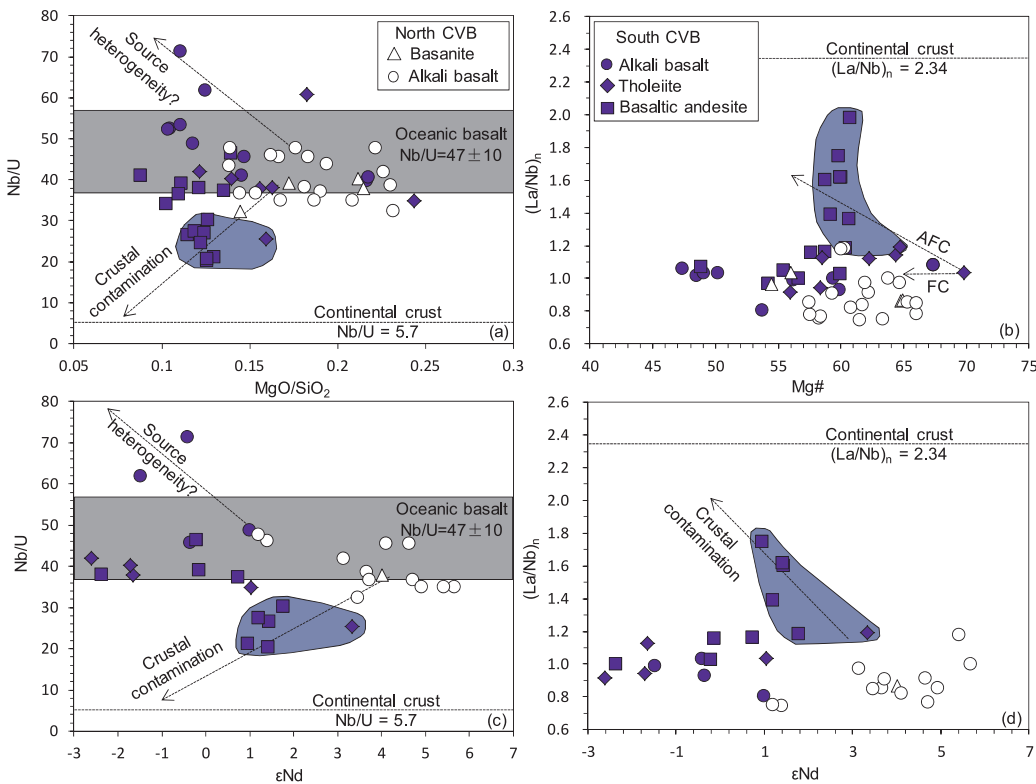 80
70
60
50
40
30
20
10
0
Nb/U
Source
heterogeneity?
North CVB
Basanite
Alkali basalt
Oceanic basalt
Nb/U=47±10
Crustal
contamination
Continental crust
Nb/U = 5.7
(a)
0.05
0.1
0.15
0.2
0.25
0.3
MgO/SiO₂
2.6
2.4
2.2
2.0
1.8
1.6
1.4
1.2
1.0
0.8
0.6
(La/Nb)ₙ
South CVB
Alkali basalt
Tholeiite
Basaltic andesite
Continental crust
(La/Nb)ₙ = 2.34
AFC
FC
(b)
40
45
50
55
60
65
70
75
Mg#
80
70
60
50
40
30
20
10
0
Nb/U
Source
heterogeneity?
Oceanic basalt
Nb/U=47±10
Crustal
contamination
Continental crust
Nb/U = 5.7
(c)
-3
-2
-1
0
1
2
3
4
5
6
7
εNd
2.6
2.4
2.2
2.0
1.8
1.6
1.4
1.2
1.0
0.8
0.6
(La/Nb)ₙ
Continental crust
(La/Nb)ₙ = 2.34
Crustal
contamination
(d)
-3
-1
1
3
5
7
εNd